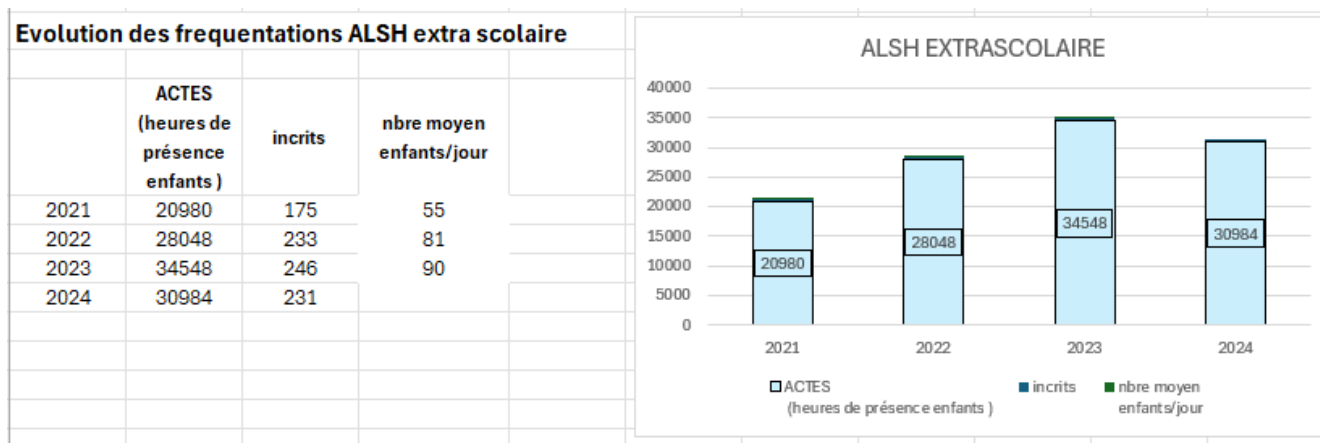 Evolution des frequentations ALSH extra scolaire
ACTES
(heures de
présence
enfants )
incrits
nbre moyen
enfants/jour
2021 20980 175 55
2022 28048 233 81
2023 34548 246 90
2024 30984 231
ALSH EXTRASCOLAIRE
40000
35000
30000
25000
20000
15000
10000
5000
0
20980
28048
34548
30984
2021 2022 2023 2024
ACTES
(heures de présence enfants )
incrits
nbre moyen
enfants/jour